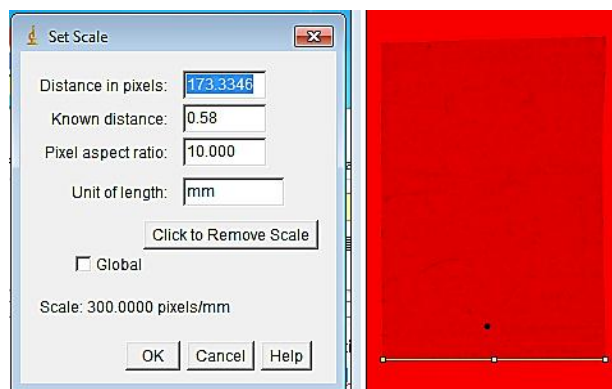 Set Scale
Distance in pixels: 173.3346
Known distance: 0.58
Pixel aspect ratio: 10.000
Unit of length: mm
Click to Remove Scale
Global
Scale: 300.0000 pixels/mm
OK Cancel Help